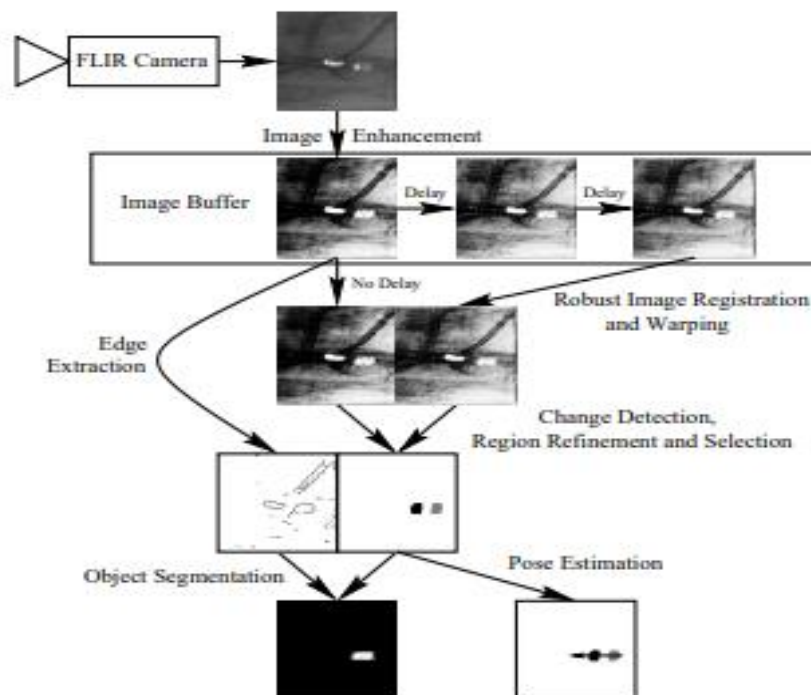 FLIR Camera
Image Enhancement
Image Buffer
Delay
Delay
No Delay
Robust Image Registration
and Warping
Edge
Extraction
Change Detection,
Region Refinement and Selection
Object Segmentation
Pose Estimation